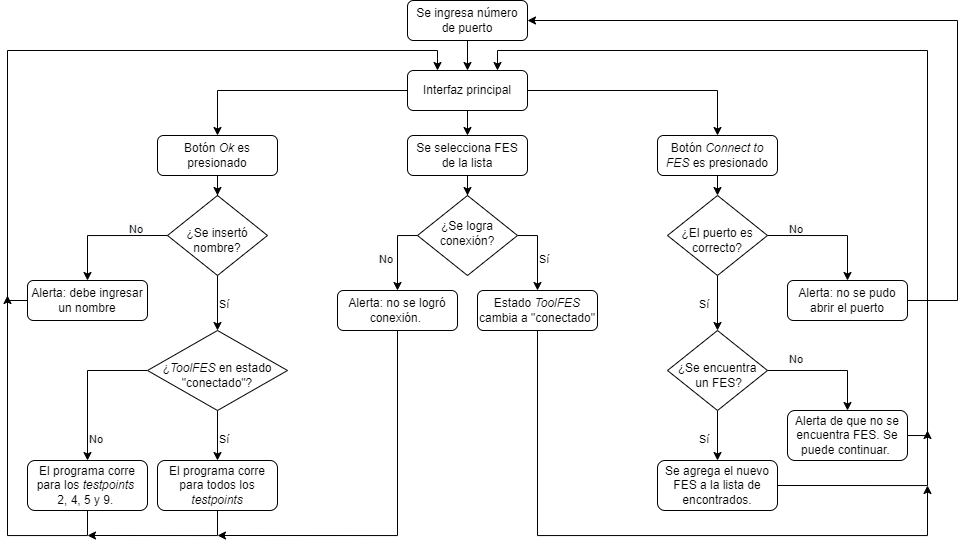 Se ingresa número
de puerto
Interfaz principal
Botón Ok es
presionado
Se selecciona FES
de la lista
Botón Connect to
FES es presionado
¿Se insertó
nombre?
No
Sí
Alerta: debe ingresar
un nombre
¿Se logra
conexión?
No
Sí
Alerta: no se logró
conexión.
Estado ToolFES
cambia a "conectado"
¿El puerto es
correcto?
No
Sí
Alerta: no se pudo
abrir el puerto
¿ToolFES en estado
"conectado"?
No
Sí
El programa corre
para los testpoints
2, 4, 5 y 9.
El programa corre
para todos los
testpoints
¿Se encuentra
un FES?
No
Sí
Alerta de que no se
encuentra FES. Se
puede continuar.
Se agrega el nuevo
FES a la lista de
encontrados.